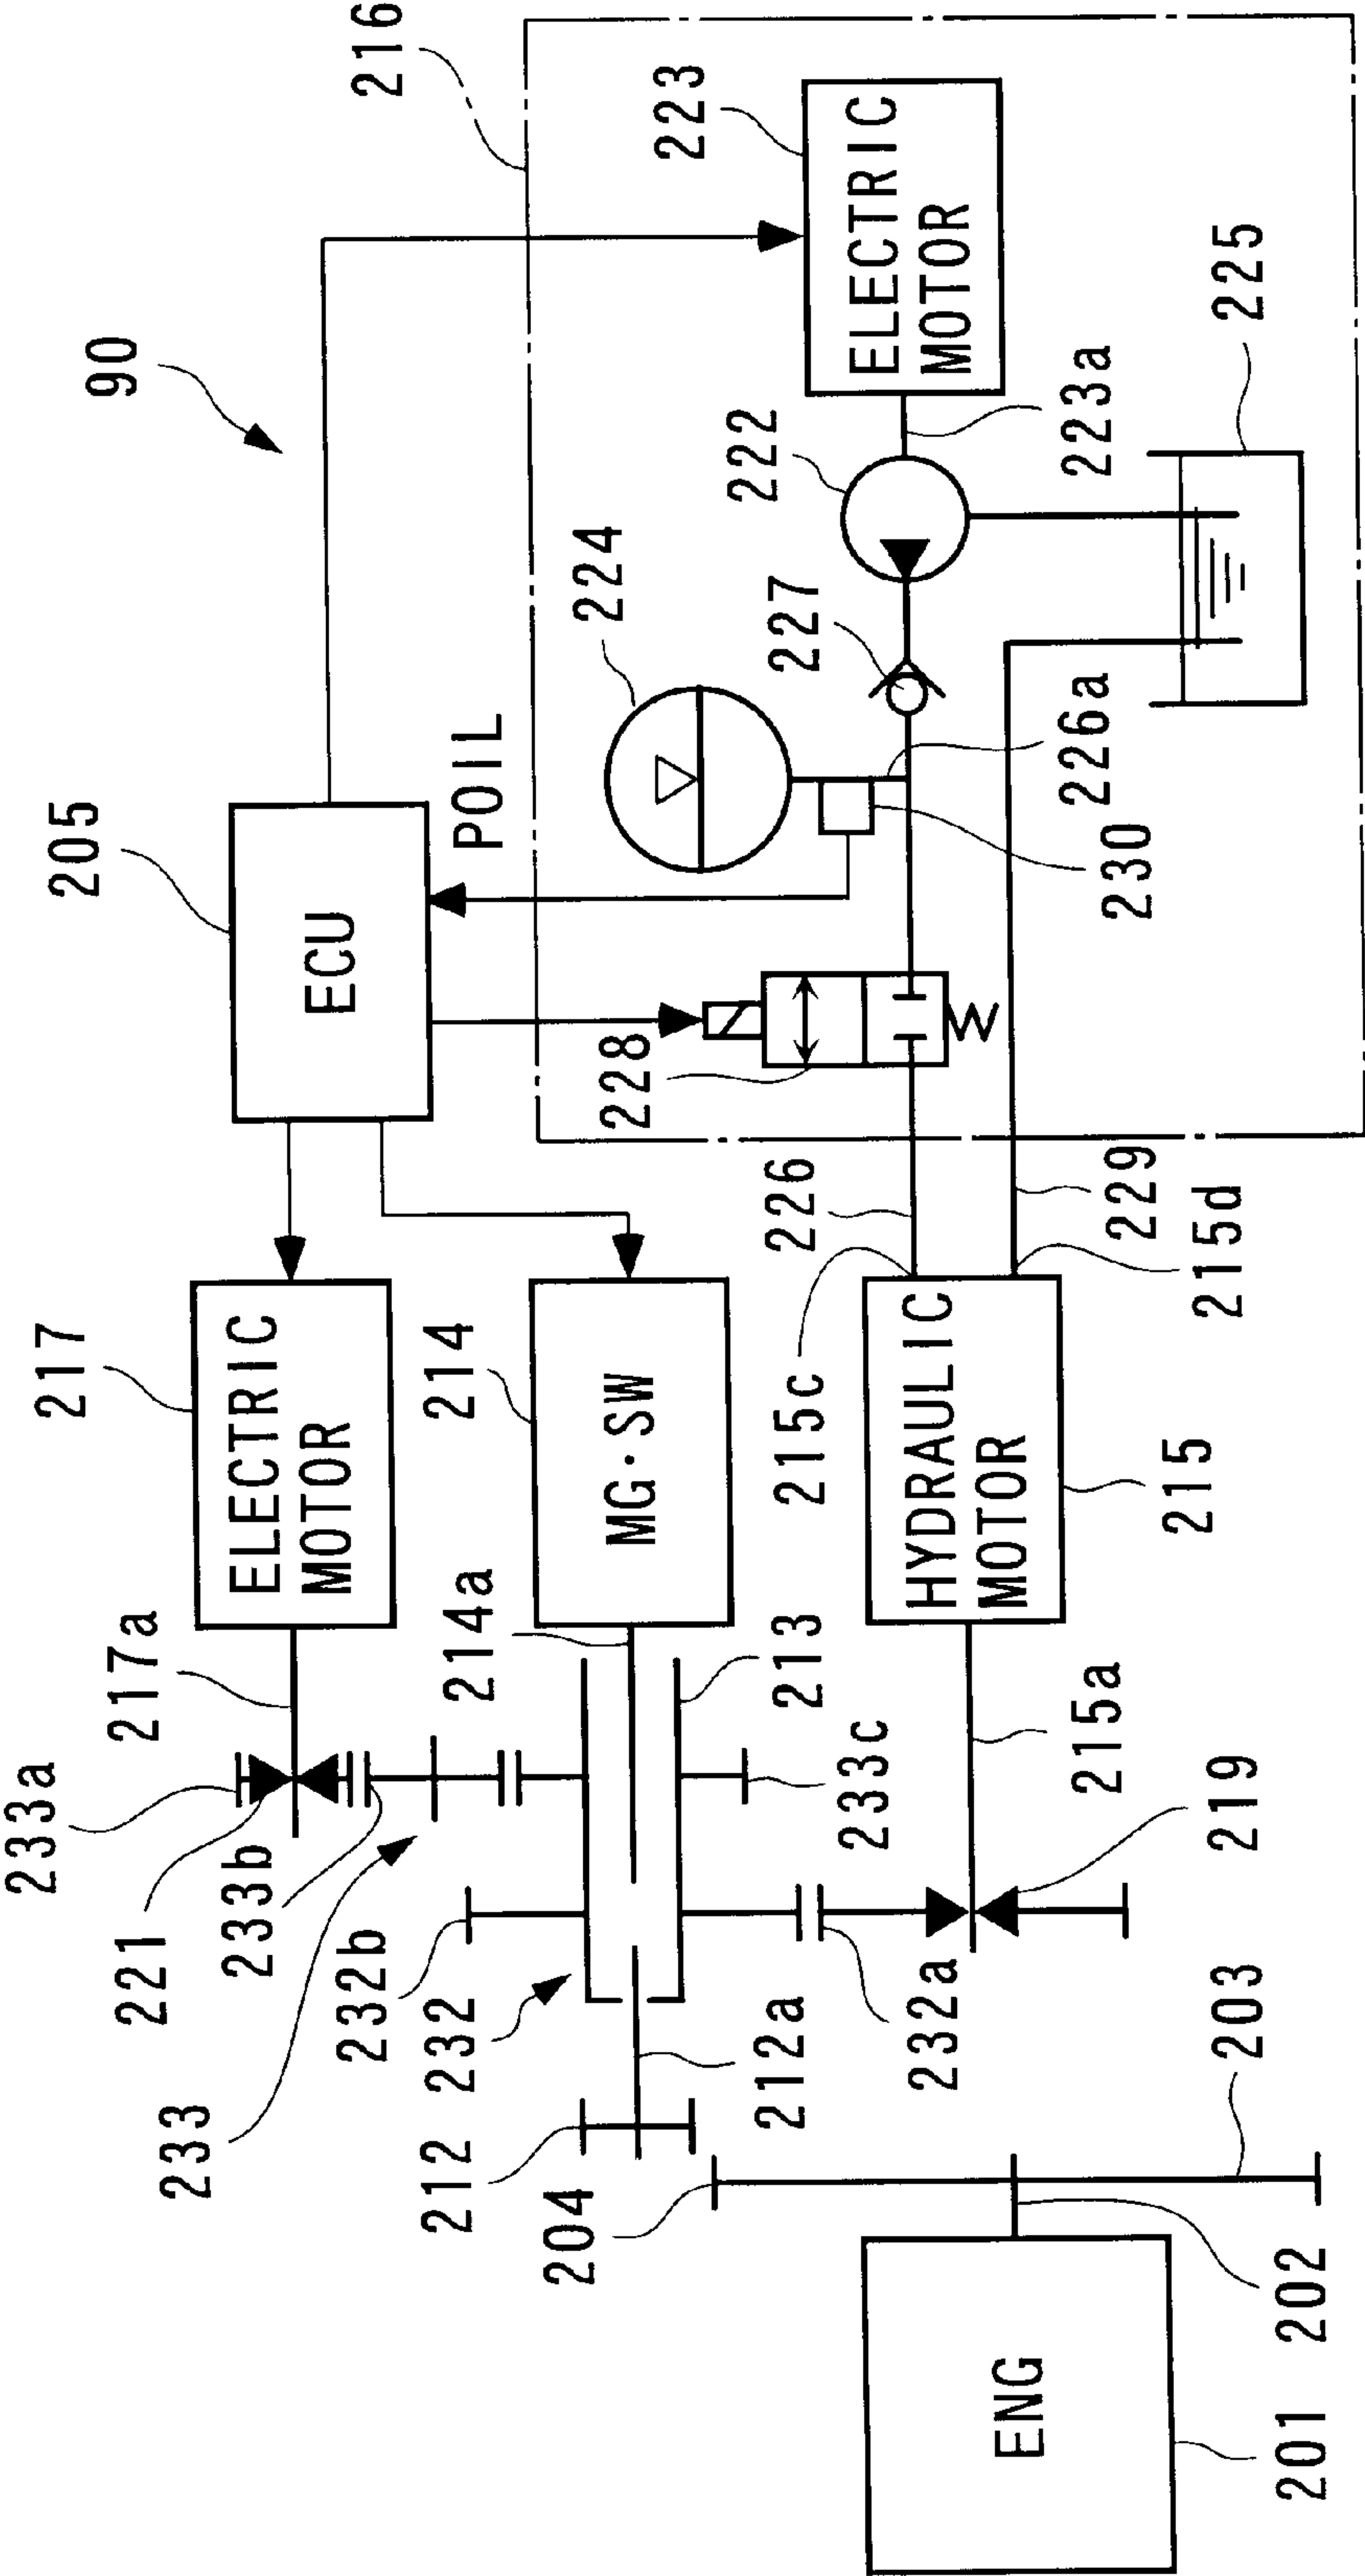 90
216
205
ECU
POIL
223
ELECTRIC
MOTOR
224
222
223a
225
227
226a
230
228
217
ELECTRIC
MOTOR
217a
214
MG·SW
214a
226
229
215c
215d
HYDRAULIC
MOTOR
215
215a
213
233a
221
233b
233
233c
219
232b
232
232a
212
212a
204
203
202
ENG
201